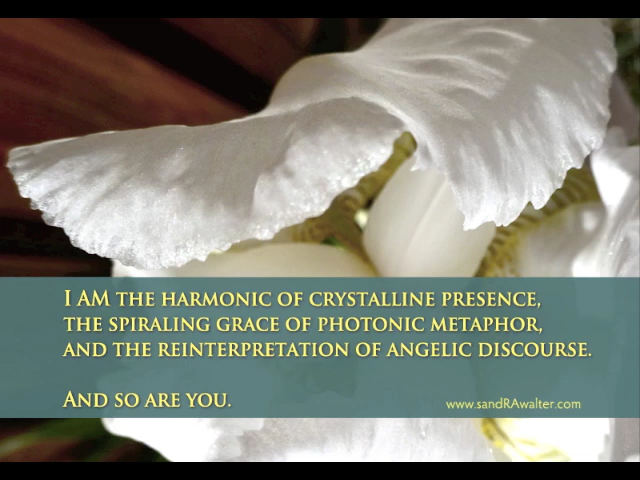 I AM the harmonic of crystalline presence,
the spiraling grace of photonic metaphor,
and the reinterpretation of angelic discourse.
And so are you.
www.sandRAwalter.com